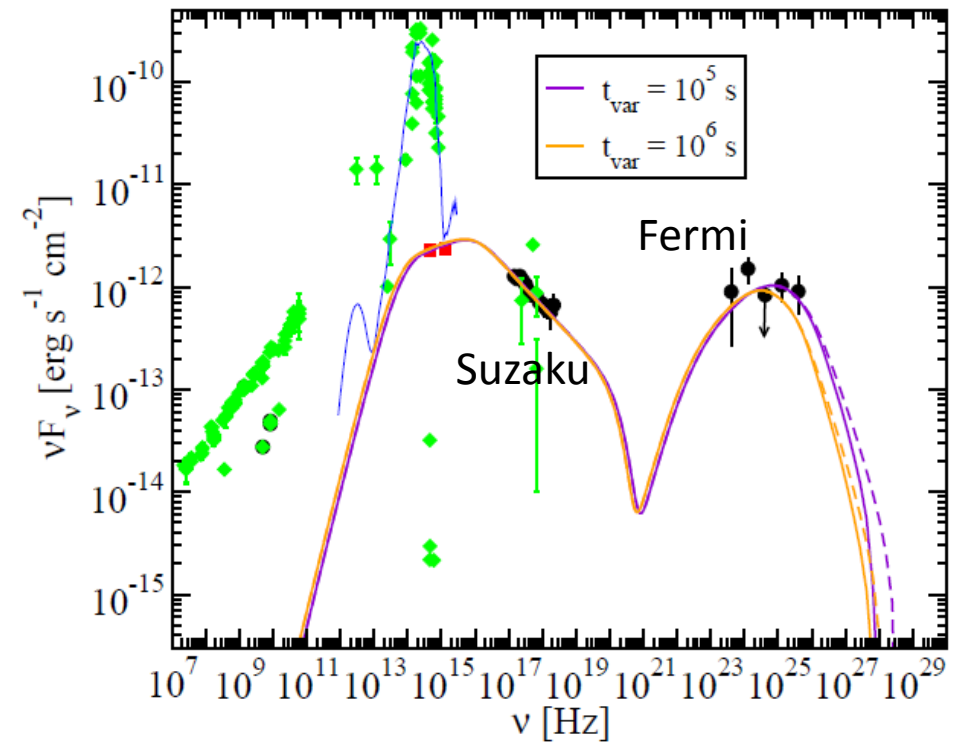 10^-10
10^-11
10^-12
10^-13
10^-14
10^-15
νF_ν [erg s^-1 cm^-2]
t_var = 10^5 s
t_var = 10^6 s
Fermi
Suzaku
10^7 10^9 10^11 10^13 10^15 10^17 10^19 10^21 10^23 10^25 10^27 10^29
ν [Hz]